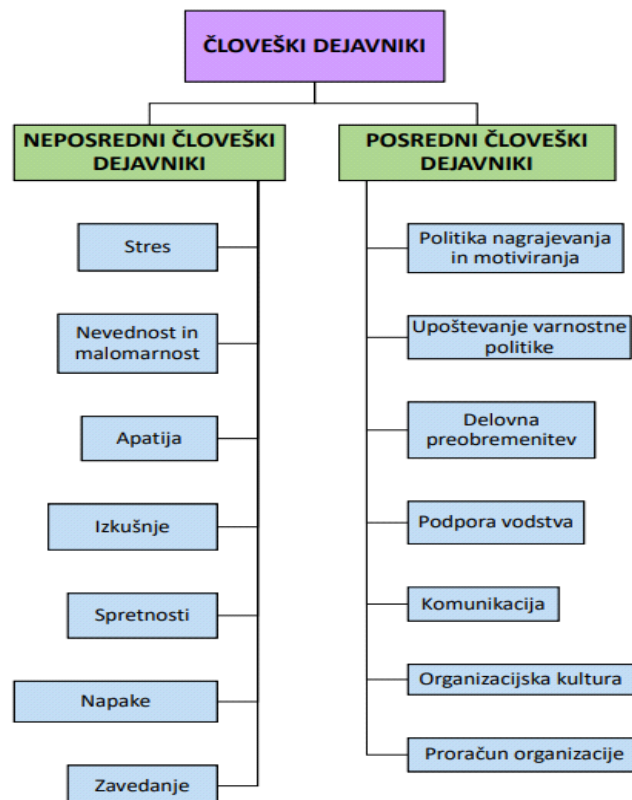 ČLOVEŠKI DEJAVNIKI
NEPOSREDNI ČLOVEŠKI
DEJAVNIKI
Stres
Nevednost in
malomarnost
Apatija
Izkušnje
Spretnosti
Napake
Zavedanje
POSREDNI ČLOVEŠKI
DEJAVNIKI
Politika nagrajevanja
in motiviranja
Upoštevanje varnostne
politike
Delovna
preobremenitev
Podpora vodstva
Komunikacija
Organizacijska kultura
Proračun organizacije